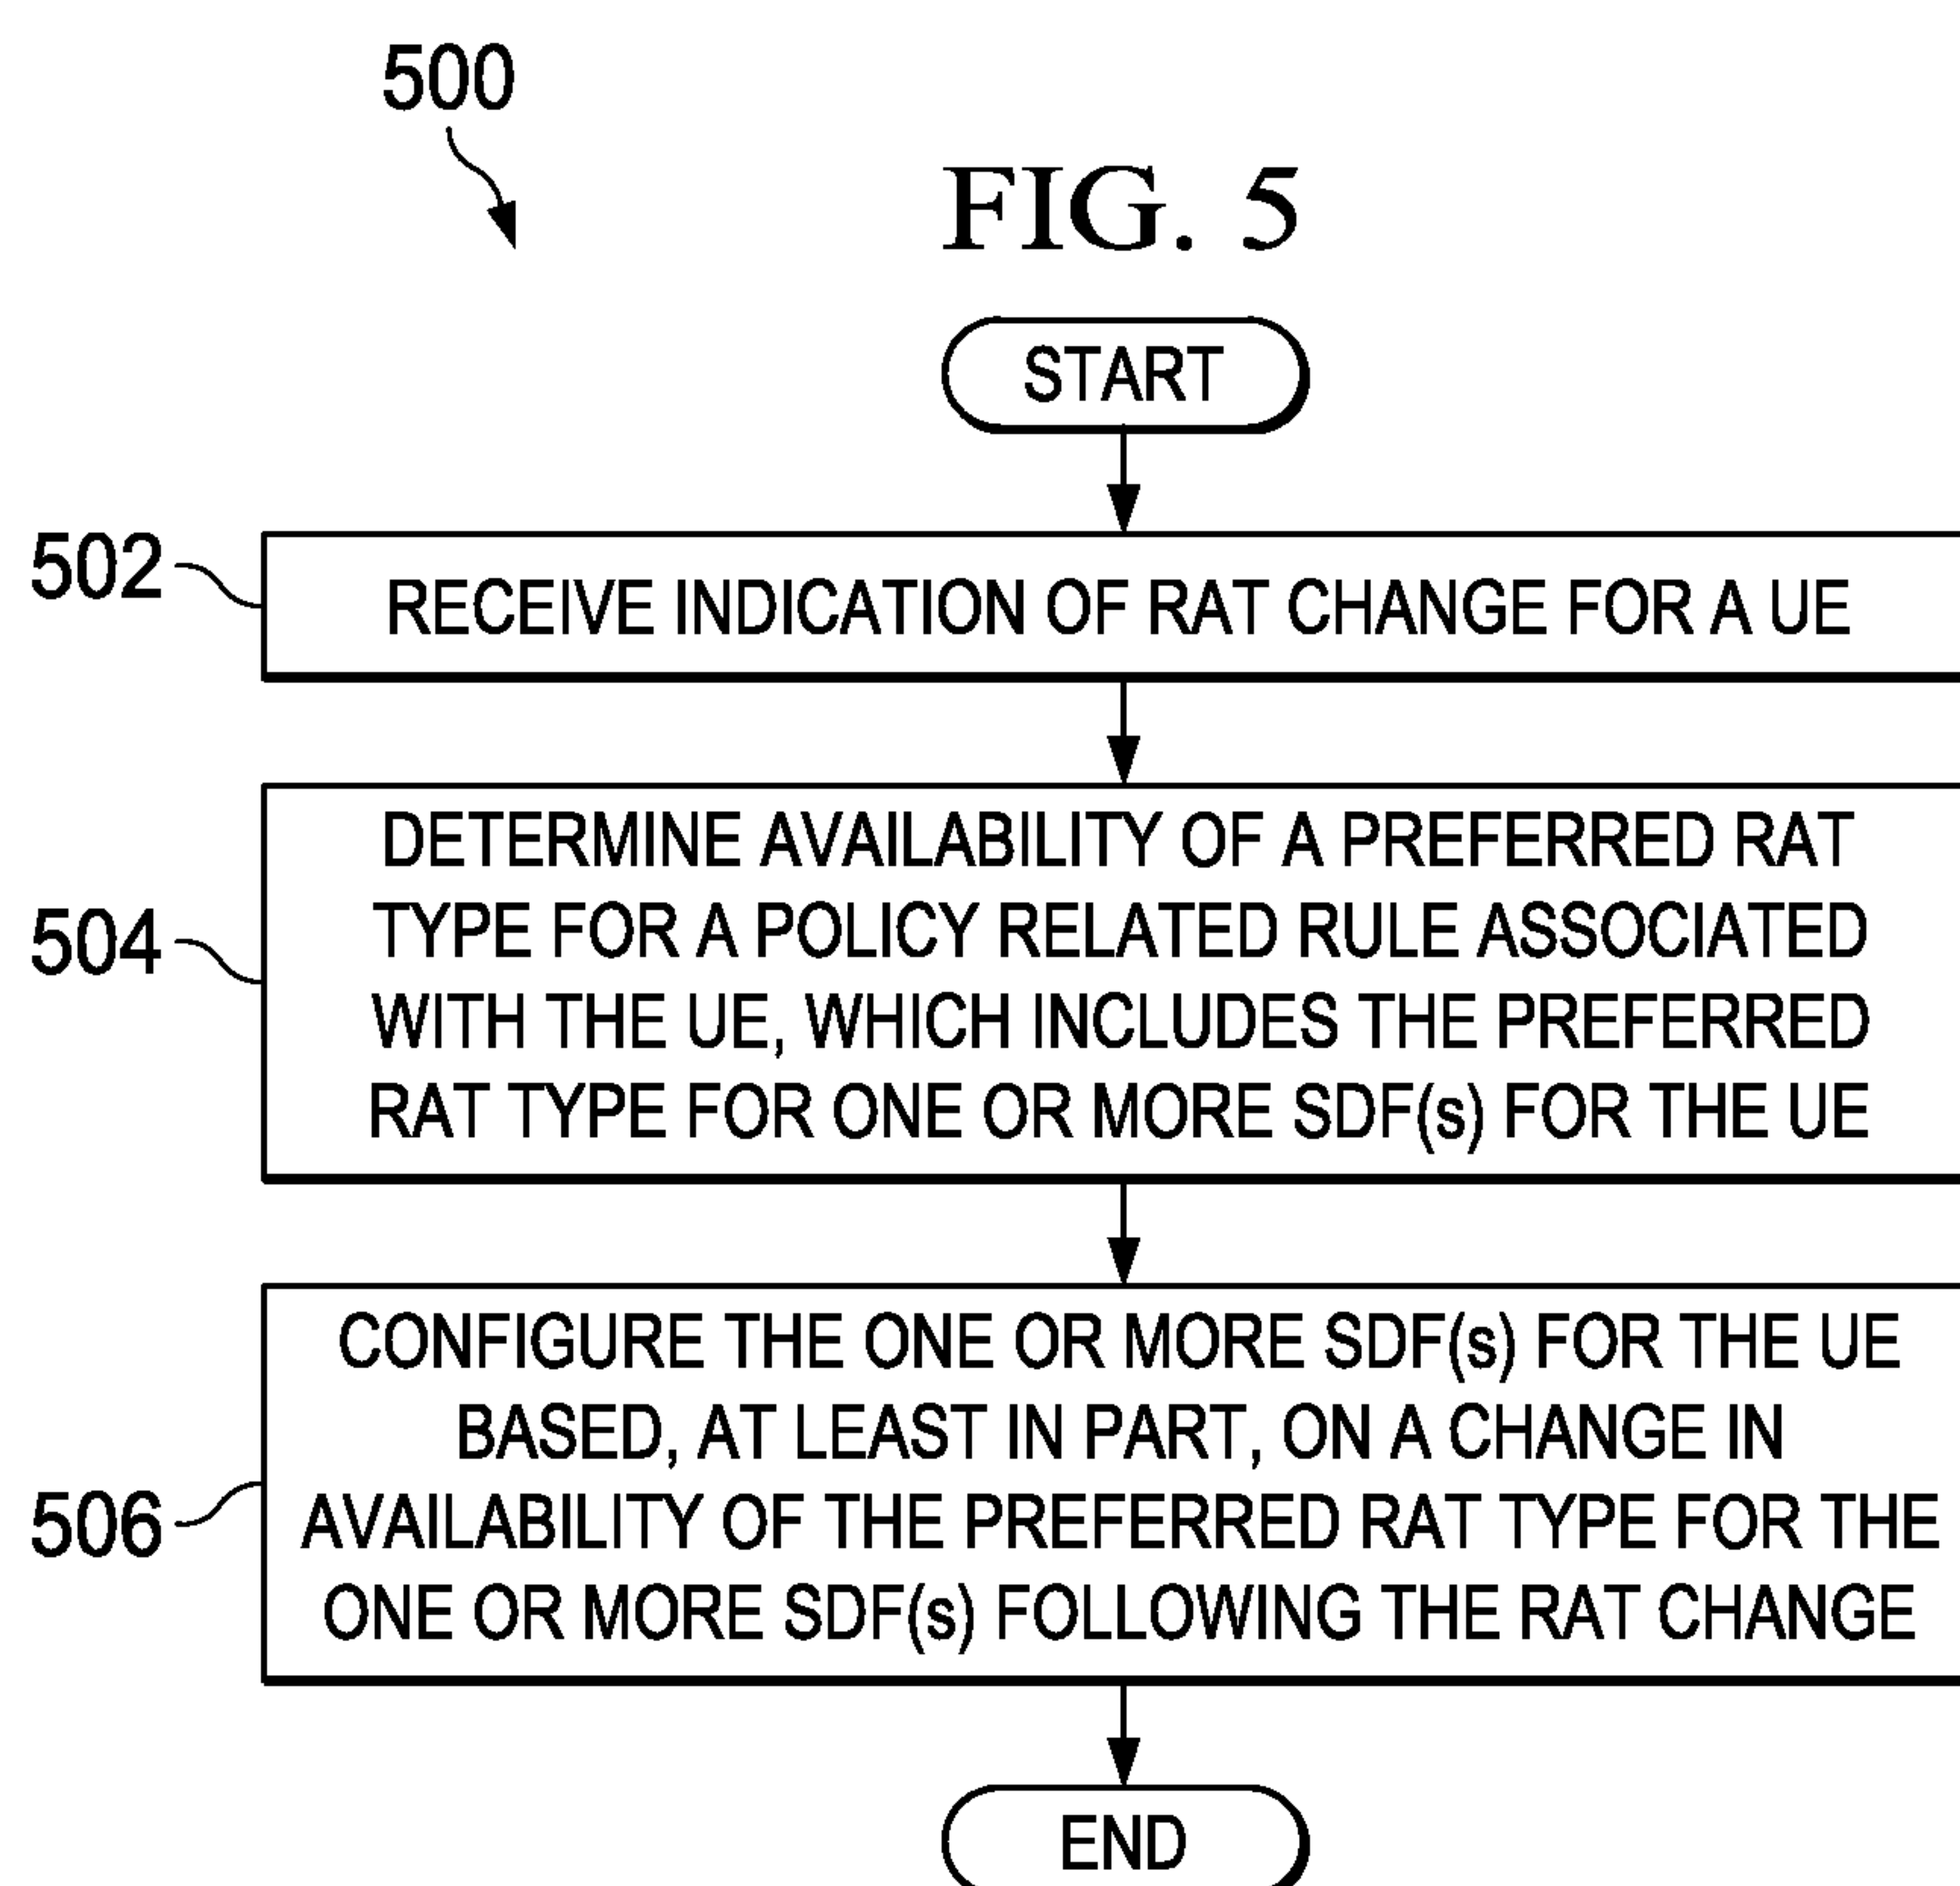 500
FIG. 5
START
502
RECEIVE INDICATION OF RAT CHANGE FOR A UE
504
DETERMINE AVAILABILITY OF A PREFERRED RAT
TYPE FOR A POLICY RELATED RULE ASSOCIATED
WITH THE UE, WHICH INCLUDES THE PREFERRED
RAT TYPE FOR ONE OR MORE SDF(s) FOR THE UE
506
CONFIGURE THE ONE OR MORE SDF(s) FOR THE UE
BASED, AT LEAST IN PART, ON A CHANGE IN
AVAILABILITY OF THE PREFERRED RAT TYPE FOR THE
ONE OR MORE SDF(s) FOLLOWING THE RAT CHANGE
END